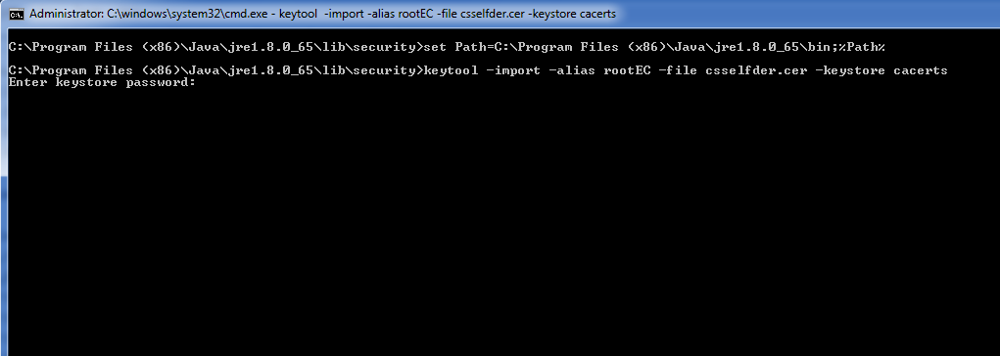 Administrator: C:\windows\system32\cmd.exe - keytool  -import -alias rootEC -file csselfder.cer -keystore cacerts
C:\Program Files (x86)\Java\jre1.8.0_65\lib\security>set Path=C:\Program Files (x86)\Java\jre1.8.0_65\bin;%Path%
C:\Program Files (x86)\Java\jre1.8.0_65\lib\security>keytool -import -alias rootEC -file csselfder.cer -keystore cacerts
Enter keystore password: